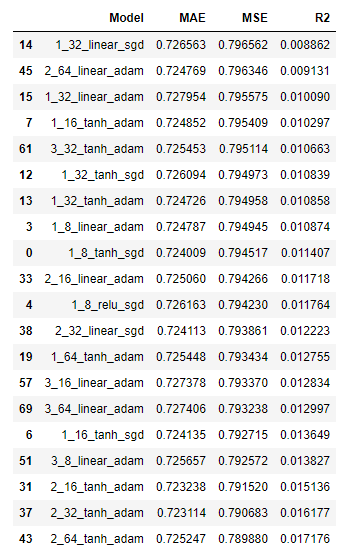 Model MAE MSE R2
14 1_32_linear_sgd 0.726563 0.796562 0.008862
45 2_64_linear_adam 0.724769 0.796346 0.009131
15 1_32_linear_adam 0.727954 0.795575 0.010090
7 1_16_tanh_adam 0.724852 0.795409 0.010297
61 3_32_tanh_adam 0.725453 0.795114 0.010663
12 1_32_tanh_sgd 0.726094 0.794973 0.010839
13 1_32_tanh_adam 0.724726 0.794958 0.010858
3 1_8_linear_adam 0.724787 0.794945 0.010874
0 1_8_tanh_sgd 0.724009 0.794517 0.011407
33 2_16_linear_adam 0.725060 0.794266 0.011718
4 1_8_relu_sgd 0.726163 0.794230 0.011764
38 2_32_linear_sgd 0.724113 0.793861 0.012223
19 1_64_tanh_adam 0.725448 0.793434 0.012755
57 3_16_linear_adam 0.727378 0.793370 0.012834
69 3_64_linear_adam 0.727406 0.793238 0.012997
6 1_16_tanh_sgd 0.724135 0.792715 0.013649
51 3_8_linear_adam 0.725657 0.792572 0.013827
31 2_16_tanh_adam 0.723238 0.791520 0.015136
37 2_32_tanh_adam 0.723114 0.790683 0.016177
43 2_64_tanh_adam 0.725247 0.789880 0.017176